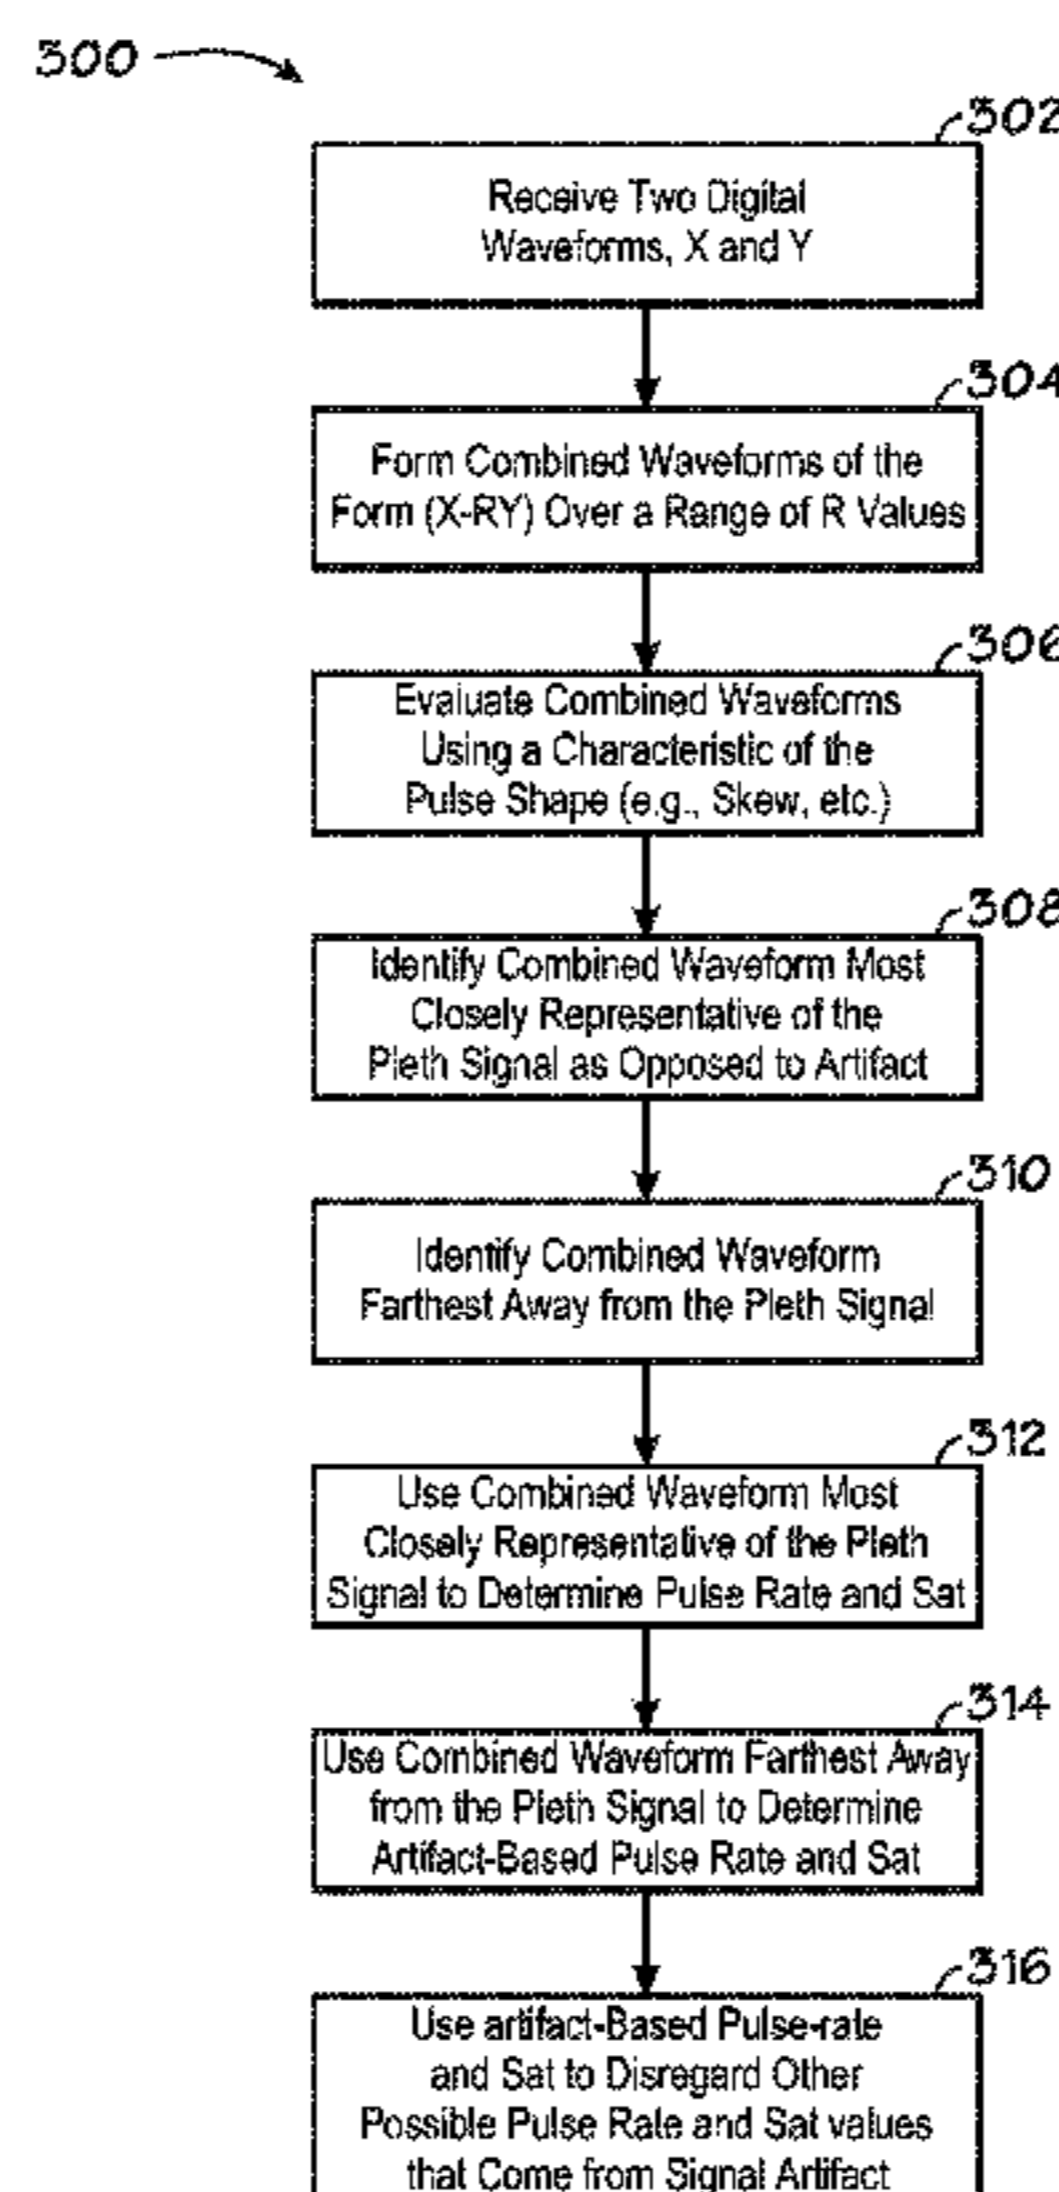 300
302
Receive Two Digital
Waveforms, X and Y
304
Form Combined Waveforms of the
Form (X-RY) Over a Range of R Values
306
Evaluate Combined Waveforms
Using a Characteristic of the
Pulse Shape (e.g., Skew, etc.)
308
Identify Combined Waveform Most
Closely Representative of the
Pleth Signal as Opposed to Artifact
310
Identify Combined Waveform
Farthest Away from the Pleth Signal
312
Use Combined Waveform Most
Closely Representative of the Pleth
Signal to Determine Pulse Rate and Sat
314
Use Combined Waveform Farthest Away
from the Pleth Signal to Determine
Artifact-Based Pulse Rate and Sat
316
Use artifact-Based Pulse-rate
and Sat to Disregard Other
Possible Pulse Rate and Sat values
that Come from Signal Artifact